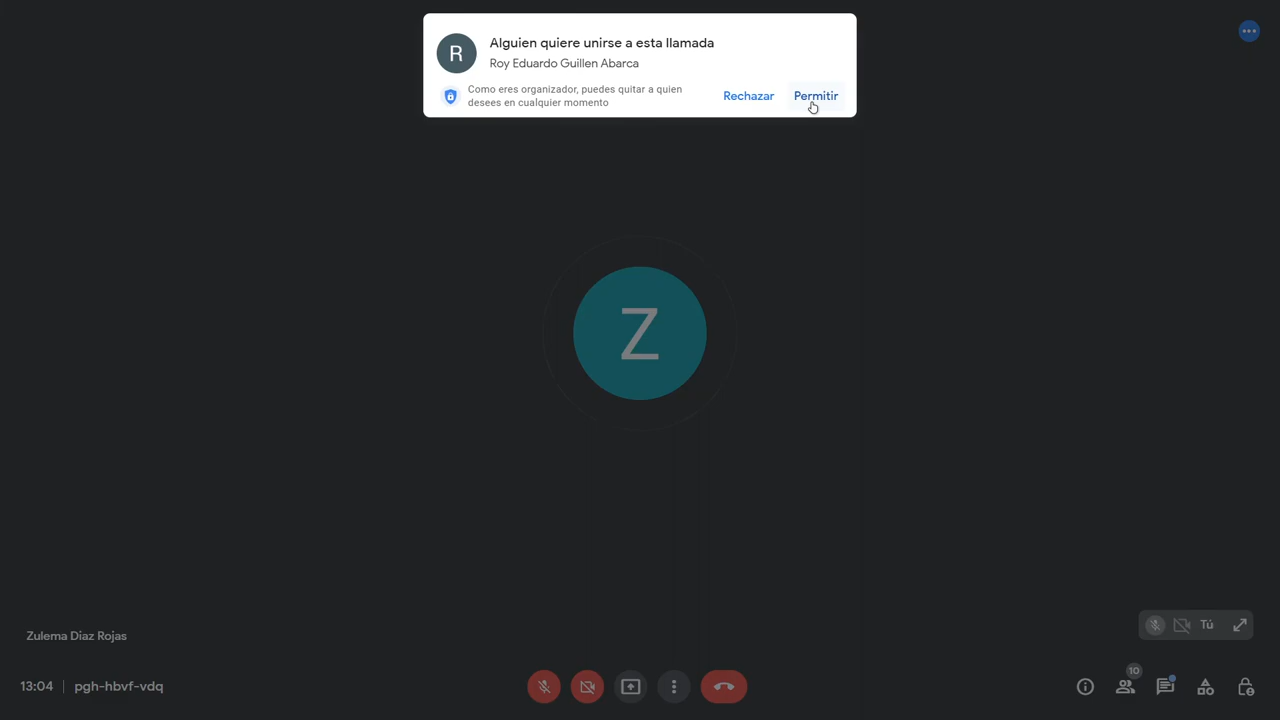 R
Alguien quiere unirse a esta llamada
Roy Eduardo Guillen Abarca
Como eres organizador, puedes quitar a quien
desees en cualquier momento
Rechazar
Permitir
Z
Zulema Díaz Rojas
Tú
13:04
pgh-hbvf-vdq
10